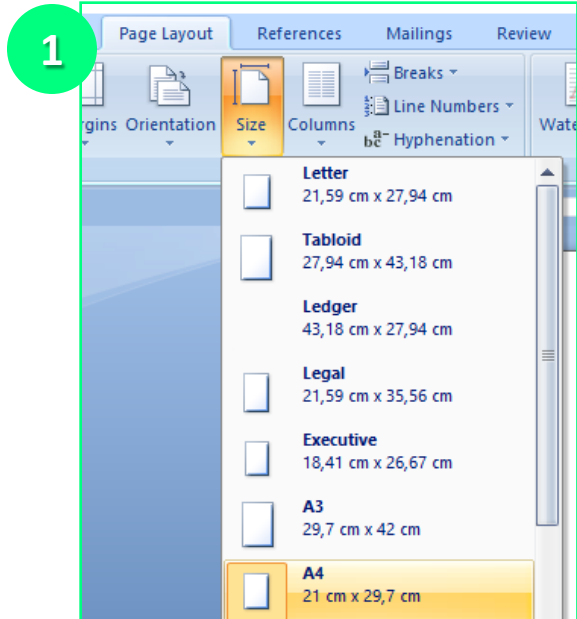 1
Page Layout References Mailings Review
Breaks
Line Numbers
Hyphenation
rgins Orientation Size Columns Wate
Letter
21,59 cm x 27,94 cm
Tabloid
27,94 cm x 43,18 cm
Ledger
43,18 cm x 27,94 cm
Legal
21,59 cm x 35,56 cm
Executive
18,41 cm x 26,67 cm
A3
29,7 cm x 42 cm
A4
21 cm x 29,7 cm